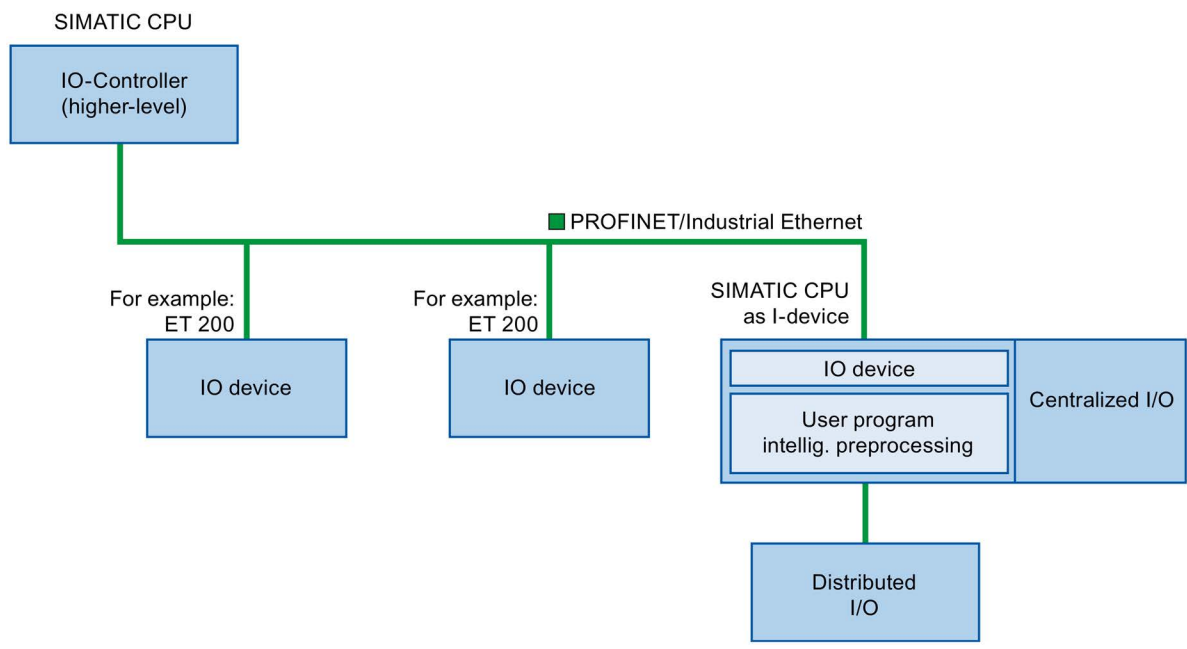 SIMATIC CPU
IO-Controller
(higher-level)
PROFINET/Industrial Ethernet
For example:
ET 200
IO device
For example:
ET 200
IO device
SIMATIC CPU
as I-device
IO device
User program
intellig. preprocessing
Centralized I/O
Distributed
I/O